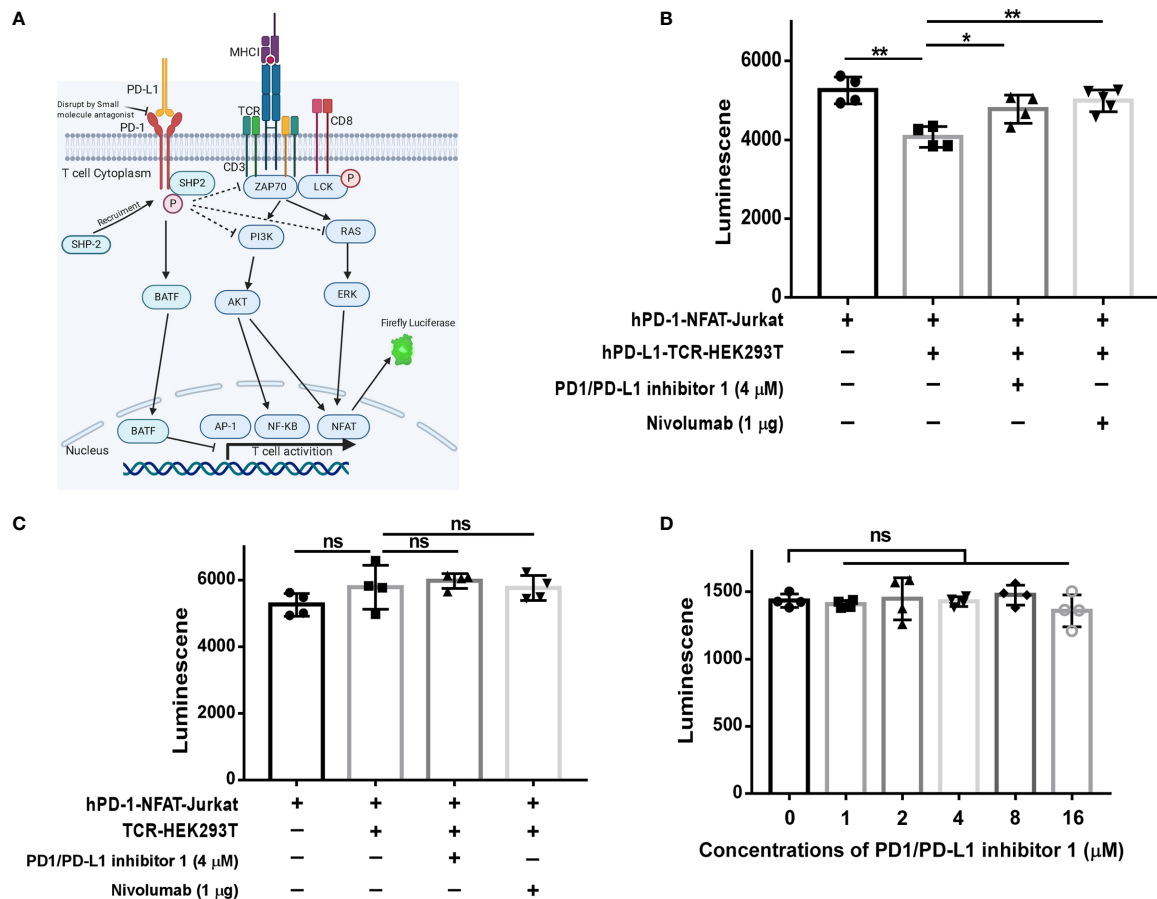 A
MHCI
PD-L1
Disrupt by Small
molecule antagonist
PD-1
TCR
CD8
CD3
T cell Cytoplasm
SHP2
ZAP70
LCK
P
P
Recruiment
SHP-2
PI3K
RAS
BATF
AKT
ERK
Firefly Luciferase
BATF
AP-1
NF-KB
NFAT
Nucleus
T cell activition
B
**
**
*
6000
4000
2000
0
Luminescene
hPD-1-NFAT-Jurkat + + + +
hPD-L1-TCR-HEK293T – + + +
PD1/PD-L1 inhibitor 1 (4 μM) – – + –
Nivolumab (1 μg) – – – +
C
ns
ns ns
6000
4000
2000
0
Luminescene
hPD-1-NFAT-Jurkat + + + +
TCR-HEK293T – + + +
PD1/PD-L1 inhibitor 1 (4 μM) – – + –
Nivolumab (1 μg) – – – +
D
ns
1500
1000
500
0
Luminescene
0 1 2 4 8 16
Concentrations of PD1/PD-L1 inhibitor 1 (μM)